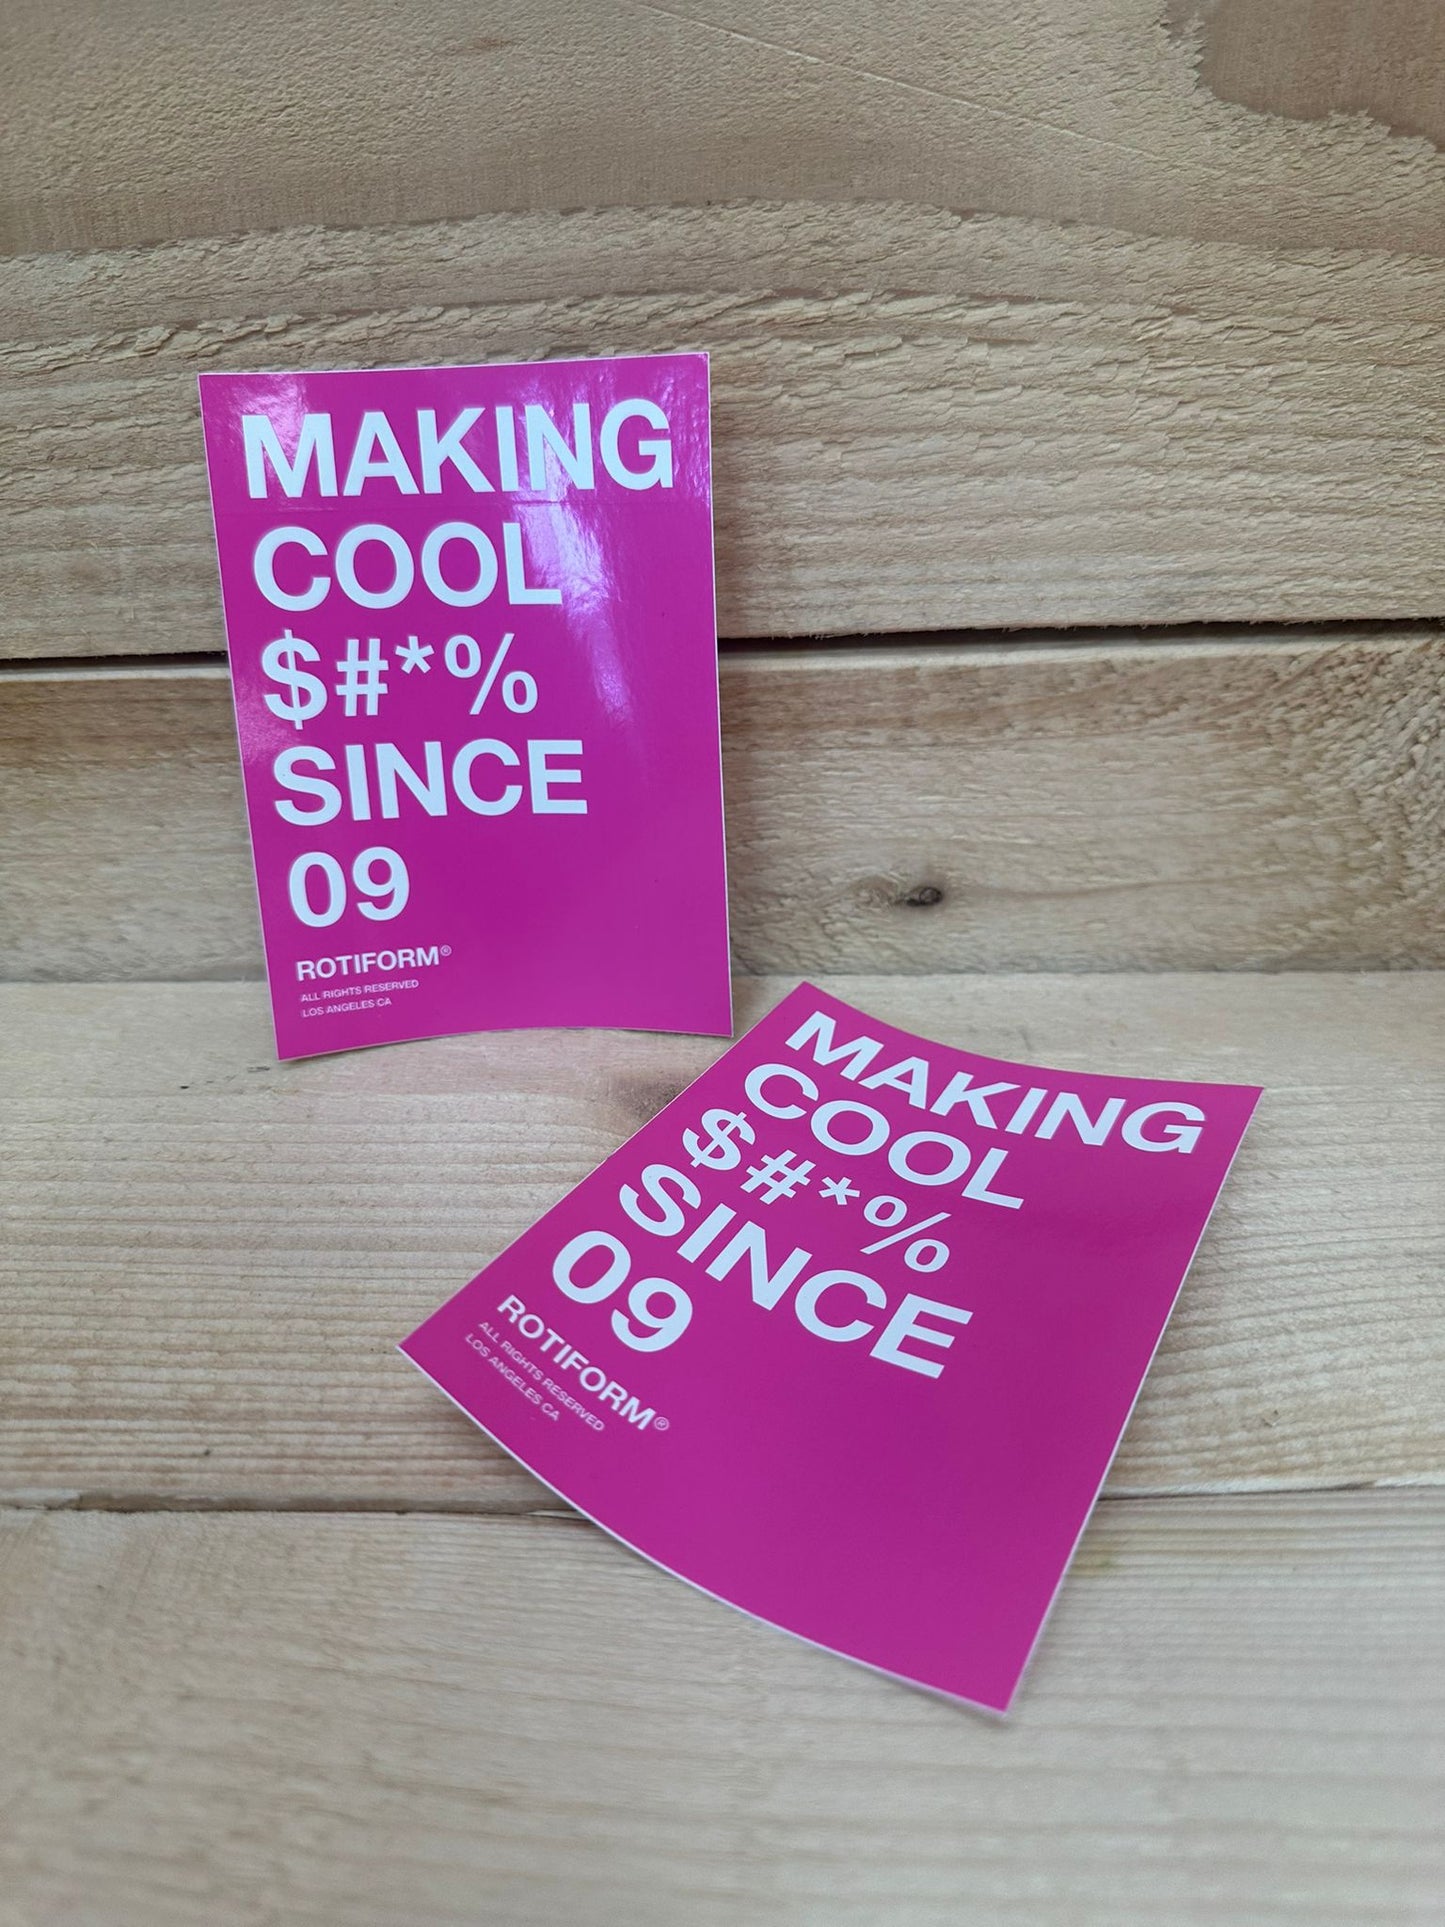 MAKING
COOL
$#*%
SINCE
09
ROTIFORM®
ALL RIGHTS RESERVED
LOS ANGELES CA
MAKING
COOL
$#*%
SINCE
09
ROTIFORM®
ALL RIGHTS RESERVED
LOS ANGELES CA